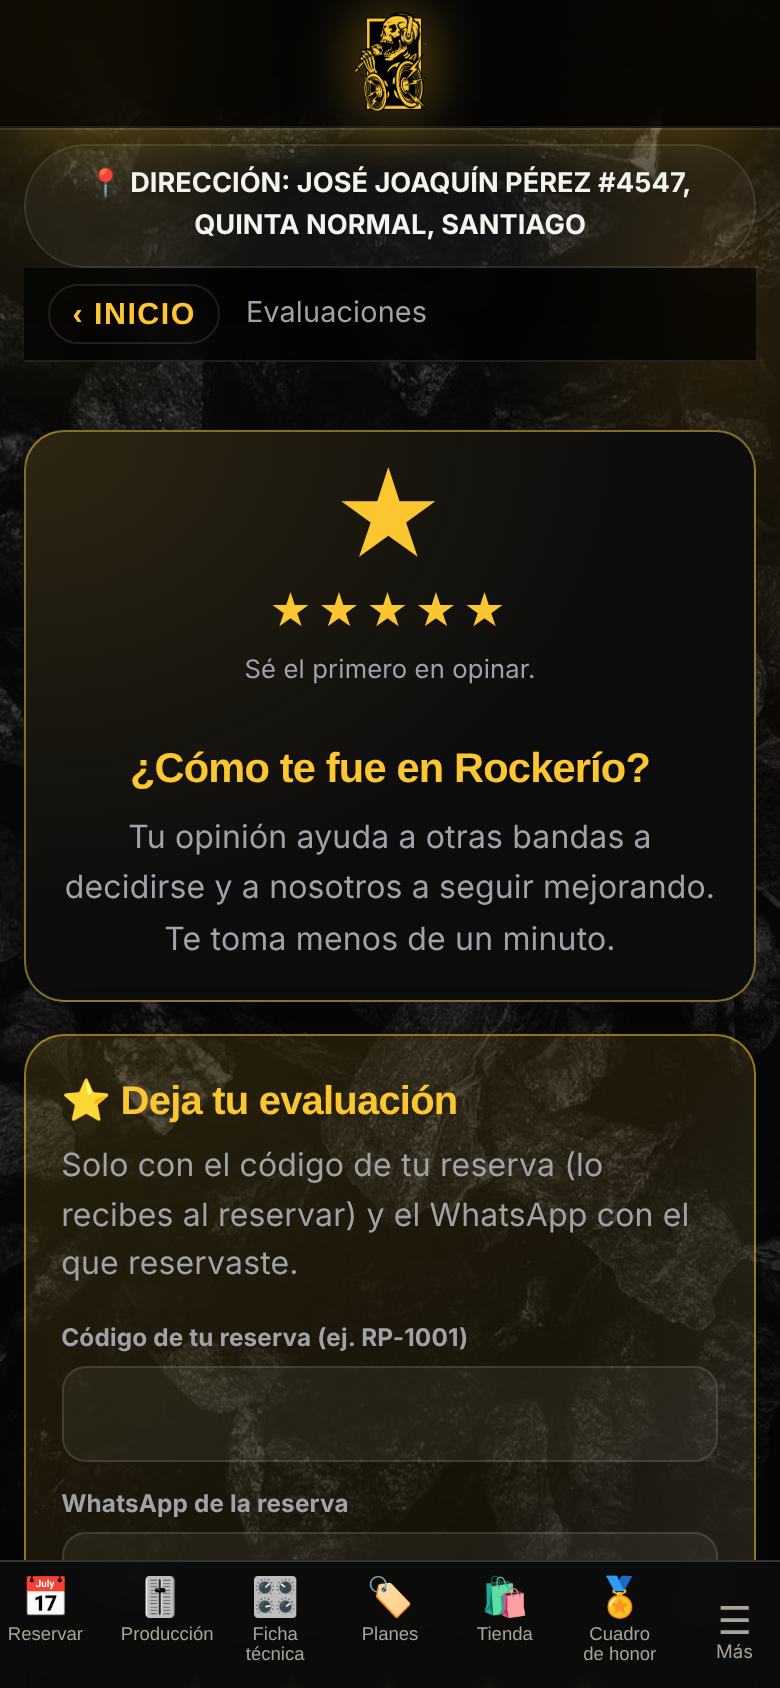 📍 DIRECCIÓN: JOSÉ JOAQUÍN PÉREZ #4547,
QUINTA NORMAL, SANTIAGO
‹ INICIO Evaluaciones
★
★★★★★
Sé el primero en opinar.
¿Cómo te fue en Rockerío?
Tu opinión ayuda a otras bandas a
decidirse y a nosotros a seguir mejorando.
Te toma menos de un minuto.
⭐ Deja tu evaluación
Solo con el código de tu reserva (lo
recibes al reservar) y el WhatsApp con el
que reservaste.
Código de tu reserva (ej. RP-1001)
WhatsApp de la reserva
July
17
Reservar
Producción
Ficha
técnica
Planes
Tienda
Cuadro
de honor
☰
Más